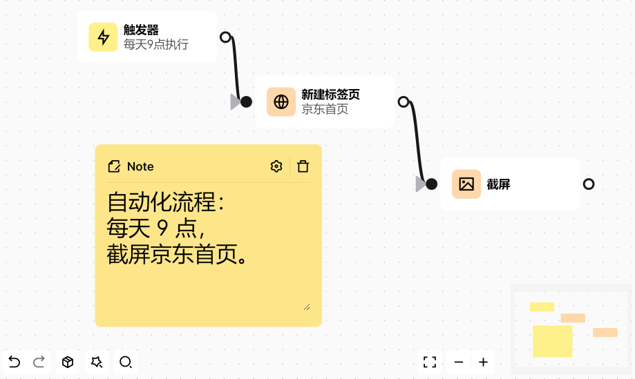 触发器
每天9点执行
新建标签页
京东首页
截屏
Note
自动化流程：
每天 9 点，
截屏京东首页。